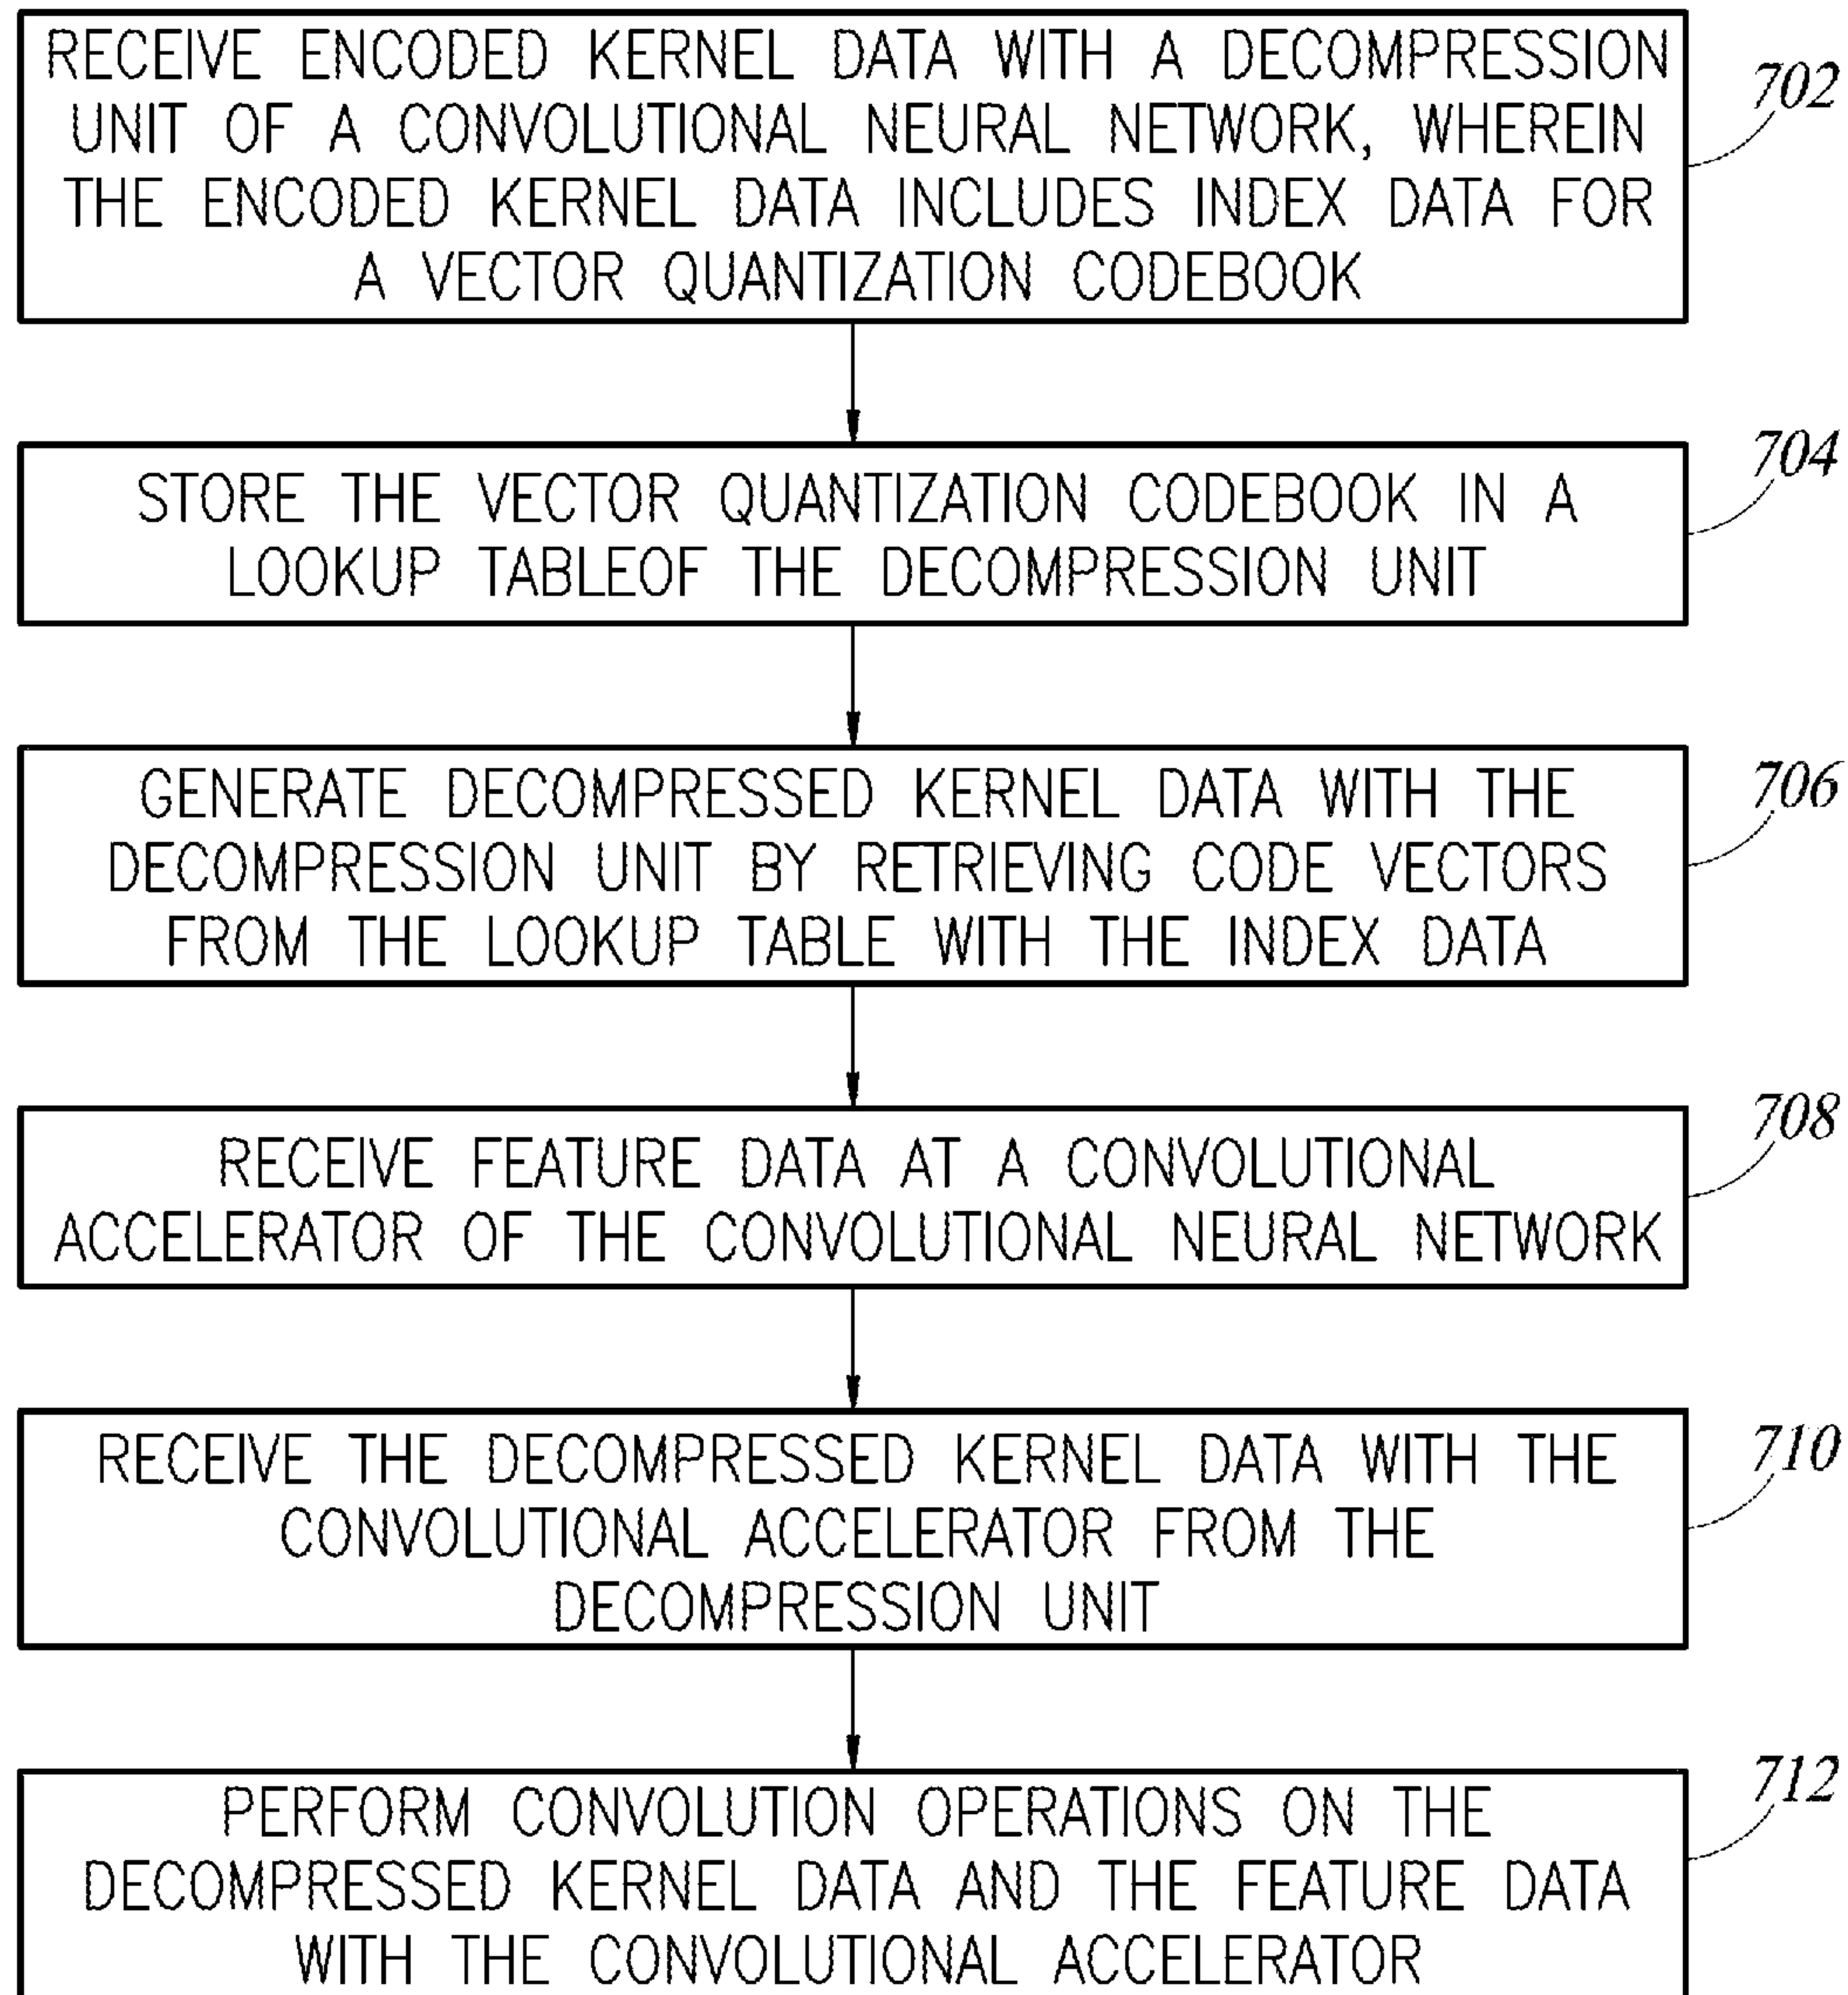 RECEIVE ENCODED KERNEL DATA WITH A DECOMPRESSION
UNIT OF A CONVOLUTIONAL NEURAL NETWORK, WHEREIN
THE ENCODED KERNEL DATA INCLUDES INDEX DATA FOR
A VECTOR QUANTIZATION CODEBOOK
702
STORE THE VECTOR QUANTIZATION CODEBOOK IN A
LOOKUP TABLEOF THE DECOMPRESSION UNIT
704
GENERATE DECOMPRESSED KERNEL DATA WITH THE
DECOMPRESSION UNIT BY RETRIEVING CODE VECTORS
FROM THE LOOKUP TABLE WITH THE INDEX DATA
706
RECEIVE FEATURE DATA AT A CONVOLUTIONAL
ACCELERATOR OF THE CONVOLUTIONAL NEURAL NETWORK
708
RECEIVE THE DECOMPRESSED KERNEL DATA WITH THE
CONVOLUTIONAL ACCELERATOR FROM THE
DECOMPRESSION UNIT
710
PERFORM CONVOLUTION OPERATIONS ON THE
DECOMPRESSED KERNEL DATA AND THE FEATURE DATA
WITH THE CONVOLUTIONAL ACCELERATOR
712